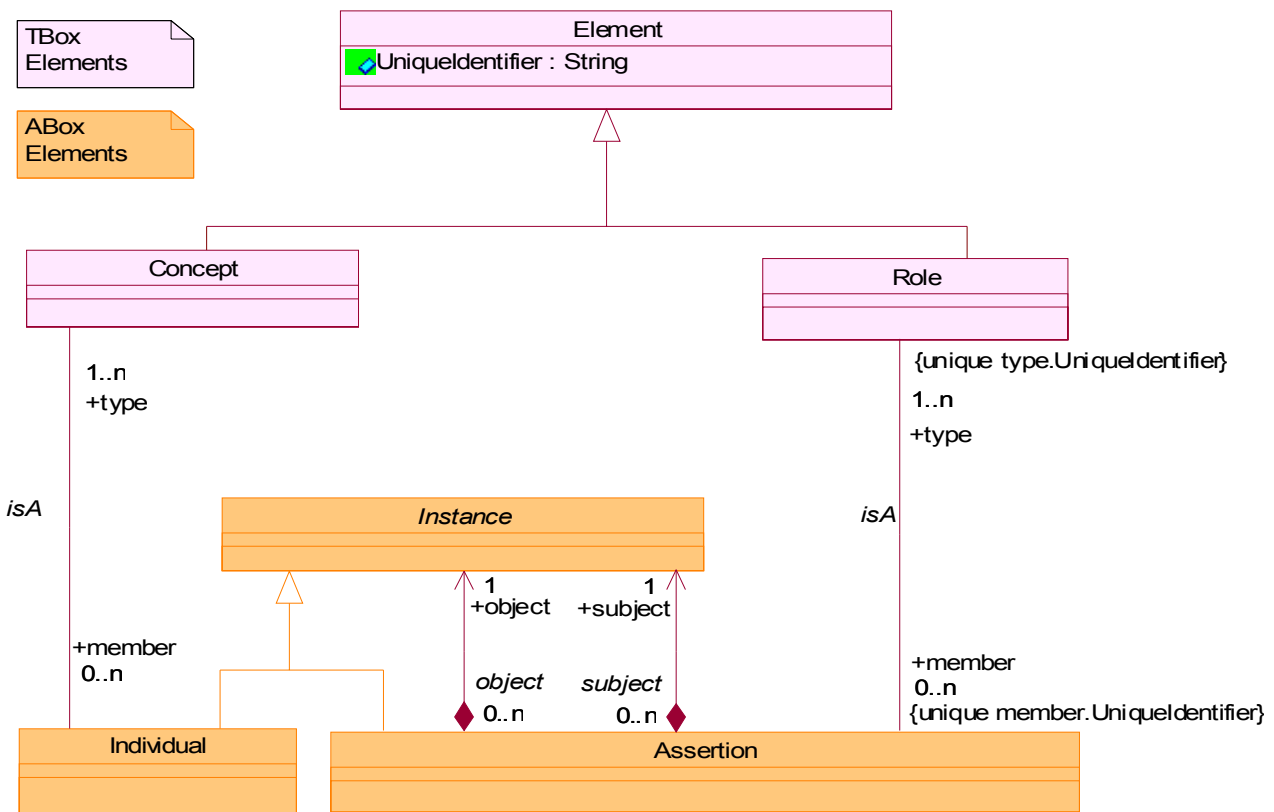 TBox
Elements
Element
UniqueIdentifier : String
ABox
Elements
Concept
Role
1..n
+type
{unique type.UniqueIdentifier}
1..n
+type
isA
isA
Instance
1
+object
1
+subject
+member
0..n
object
0..n
subject
0..n
+member
0..n
{unique member.UniqueIdentifier}
Individual
Assertion